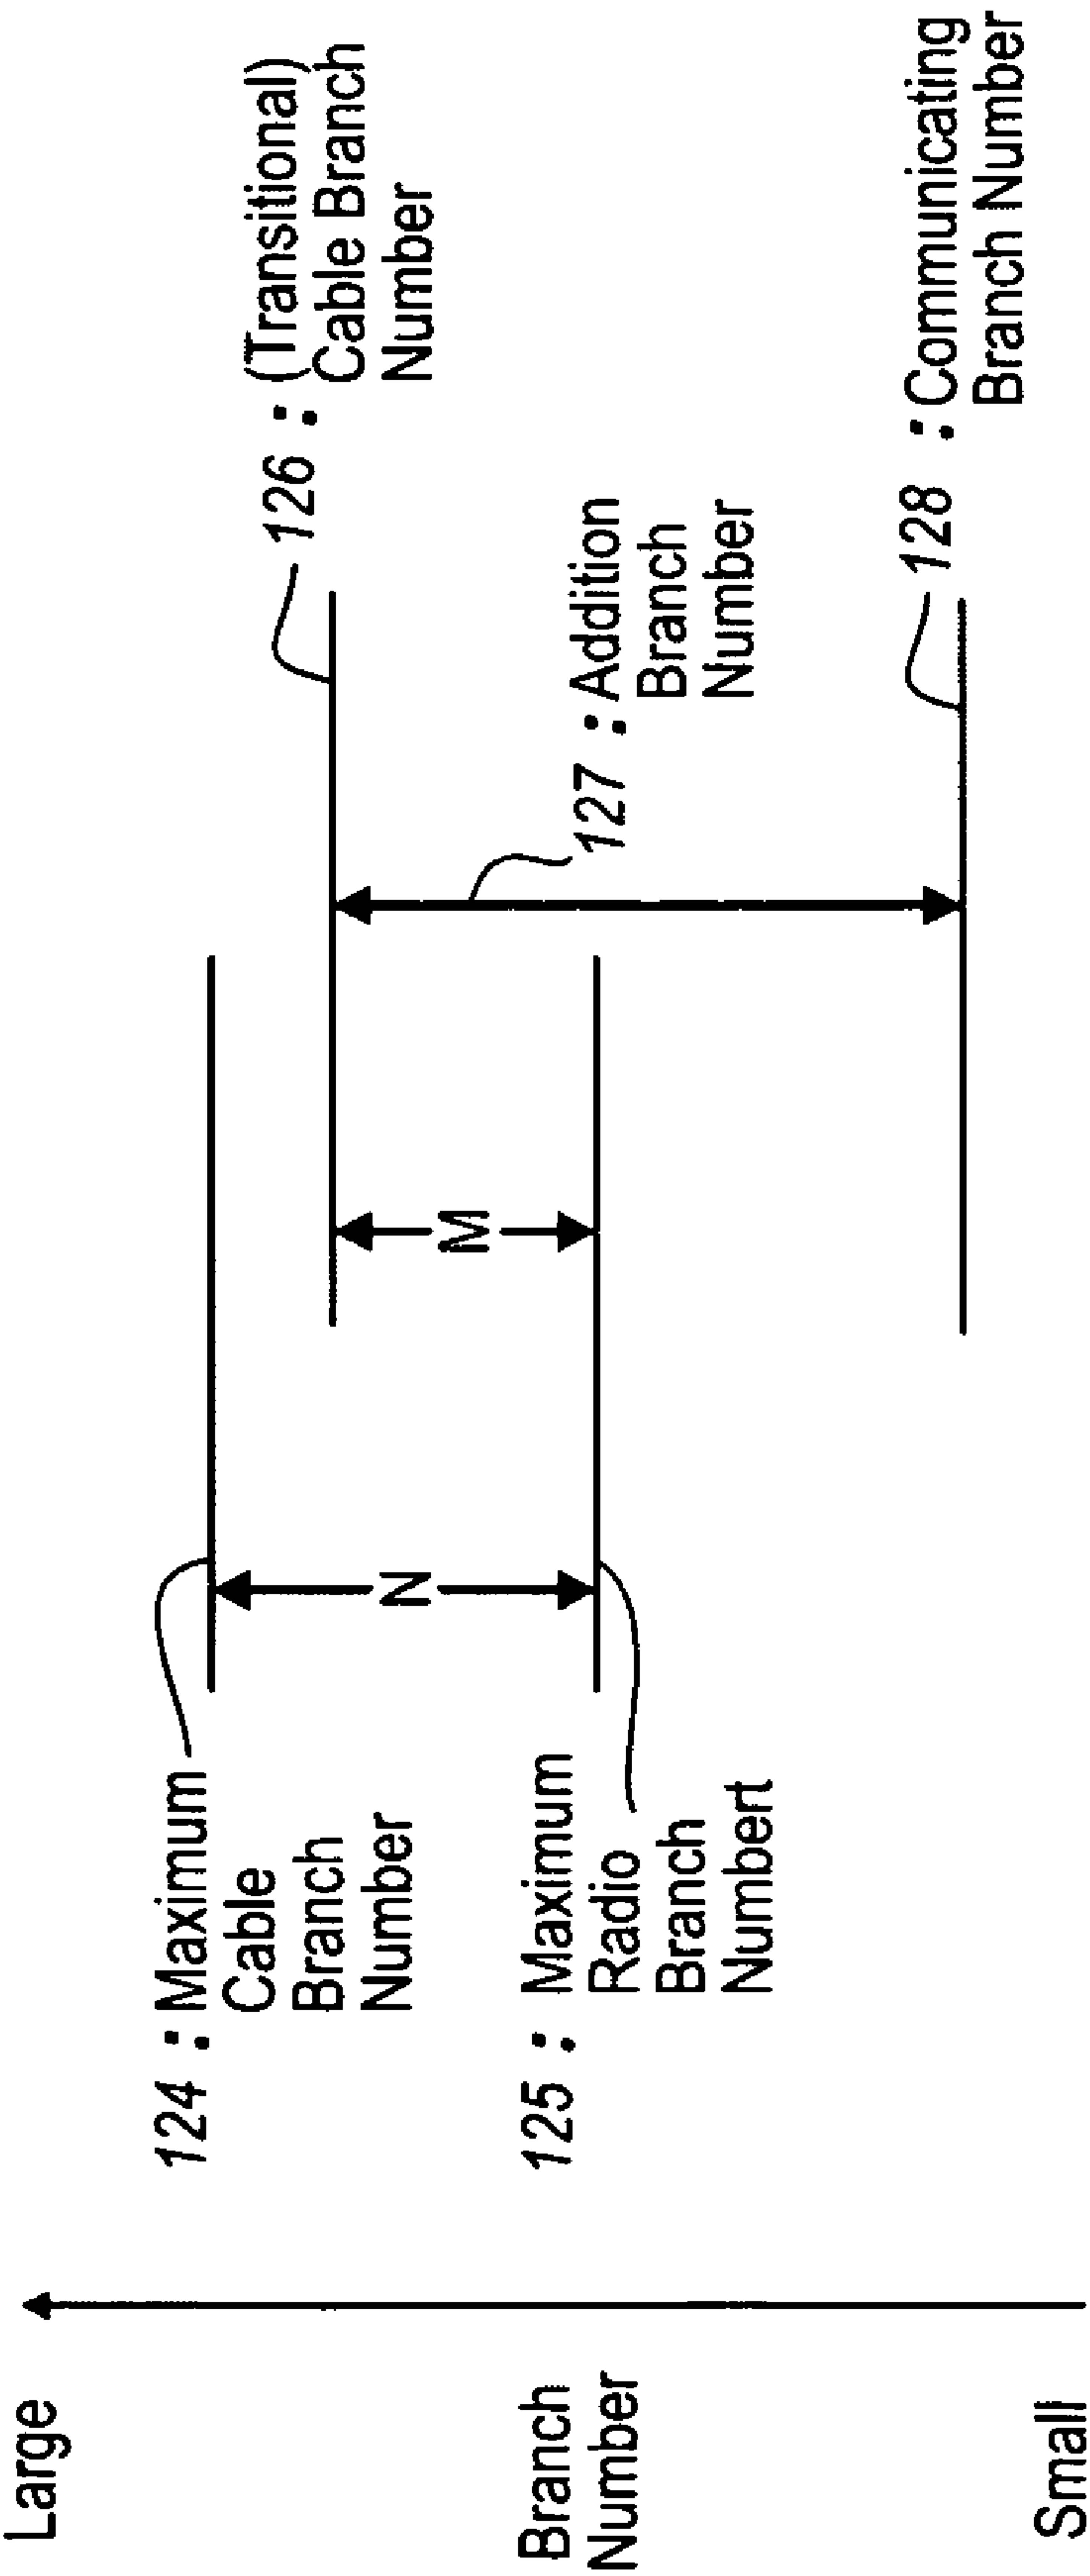 Large
Branch
Number
Small
124 : Maximum
Cable
Branch
Number
125 : Maximum
Radio
Branch
Numbert
N
M
126 : (Transitional)
Cable Branch
Number
127 : Addition
Branch
Number
128 : Communicating
Branch Number